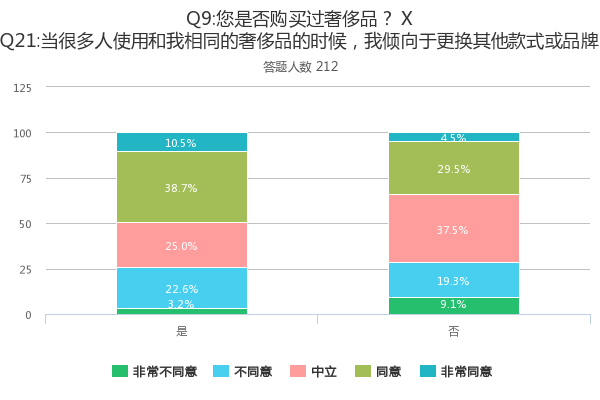 Q9:您是否购买过奢侈品？ X
Q21:当很多人使用和我相同的奢侈品的时候，我倾向于更换其他款式或品牌
答题人数 212
125
100
75
50
25
0
10.5%
38.7%
25.0%
22.6%
3.2%
4.5%
29.5%
37.5%
19.3%
9.1%
是
否
非常不同意 不同意 中立 同意 非常同意